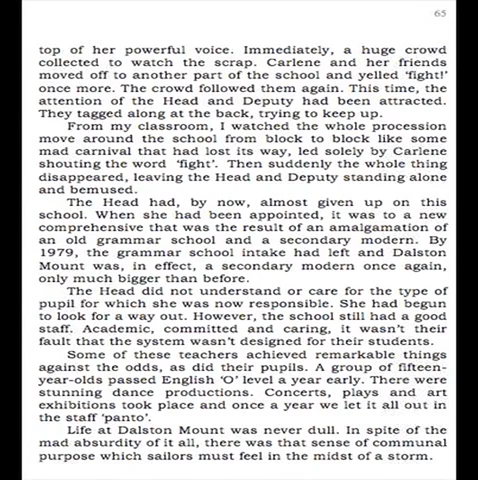 65
top of her powerful voice. Immediately, a huge crowd
collected to watch the scrap. Carlene and her friends
moved off to another part of the school and yelled 'fight!'
once more. The crowd followed them again. This time, the
attention of the Head and Deputy had been attracted.
They tagged along at the back, trying to keep up.
From my classroom, I watched the whole procession
move around the school from block to block like some
mad carnival that had lost its way, led solely by Carlene
shouting the word 'fight'. Then suddenly the whole thing
disappeared, leaving the Head and Deputy standing alone
and bemused.
The Head had, by now, almost given up on this
school. When she had been appointed, it was to a new
comprehensive that was the result of an amalgamation of
an old grammar school and a secondary modern. By
1979, the grammar school intake had left and Dalston
Mount was, in effect, a secondary modern once again,
only much bigger than before.
The Head did not understand or care for the type of
pupil for which she was now responsible. She had begun
to look for a way out. However, the school still had a good
staff. Academic, committed and caring, it wasn't their
fault that the system wasn't designed for their students.
Some of these teachers achieved remarkable things
against the odds, as did their pupils. A group of fifteen-
year-olds passed English 'O' level a year early. There were
stunning dance productions. Concerts, plays and art
exhibitions took place and once a year we let it all out in
the staff 'panto'.
Life at Dalston Mount was never dull. In spite of the
mad absurdity of it all, there was that sense of communal
purpose which sailors must feel in the midst of a storm.